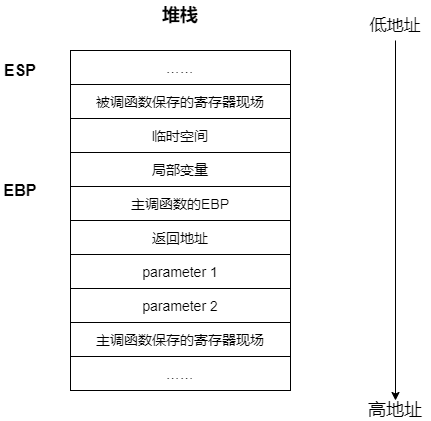 堆栈
低地址
ESP
……
被调函数保存的寄存器现场
临时空间
局部变量
EBP
主调函数的EBP
返回地址
parameter 1
parameter 2
主调函数保存的寄存器现场
……
高地址